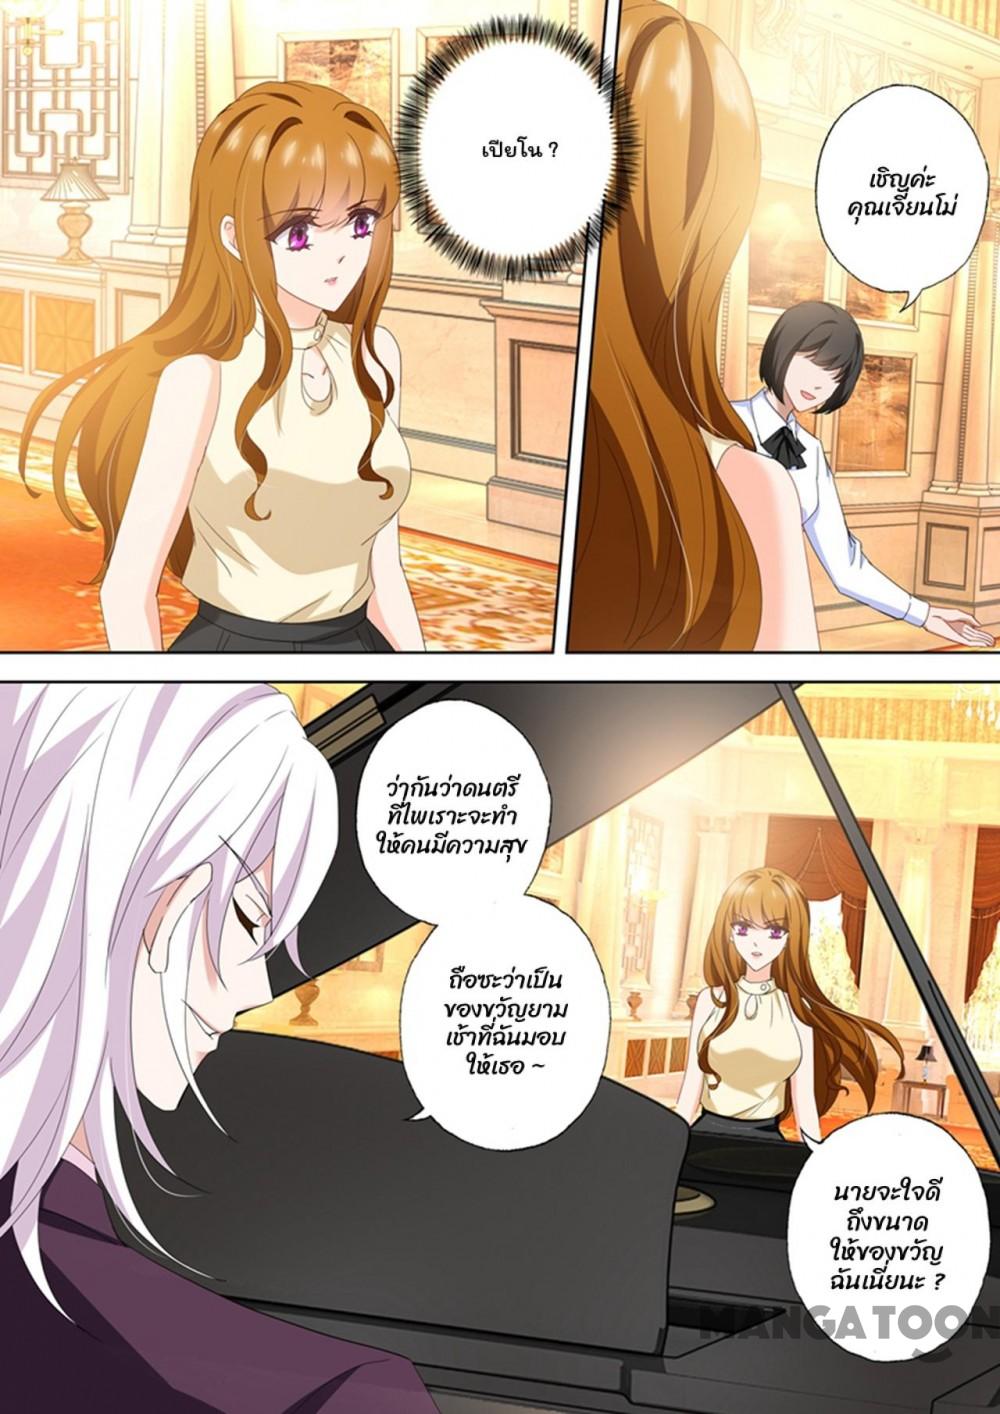 เปียโน ?
เชิญค่ะ
คุณเจียนโม่
ว่ากันว่าดนตรี
ที่ไพเราะจะทำ
ให้คนมีความสุข
ถือซะว่าเป็น
ของขวัญยาม
เช้าที่ฉันมอบ
ให้เธอ ~
นายจะใจดี
ถึงขนาด
ให้ของขวัญ
ฉันเนี่ยนะ ?
MANGATOON